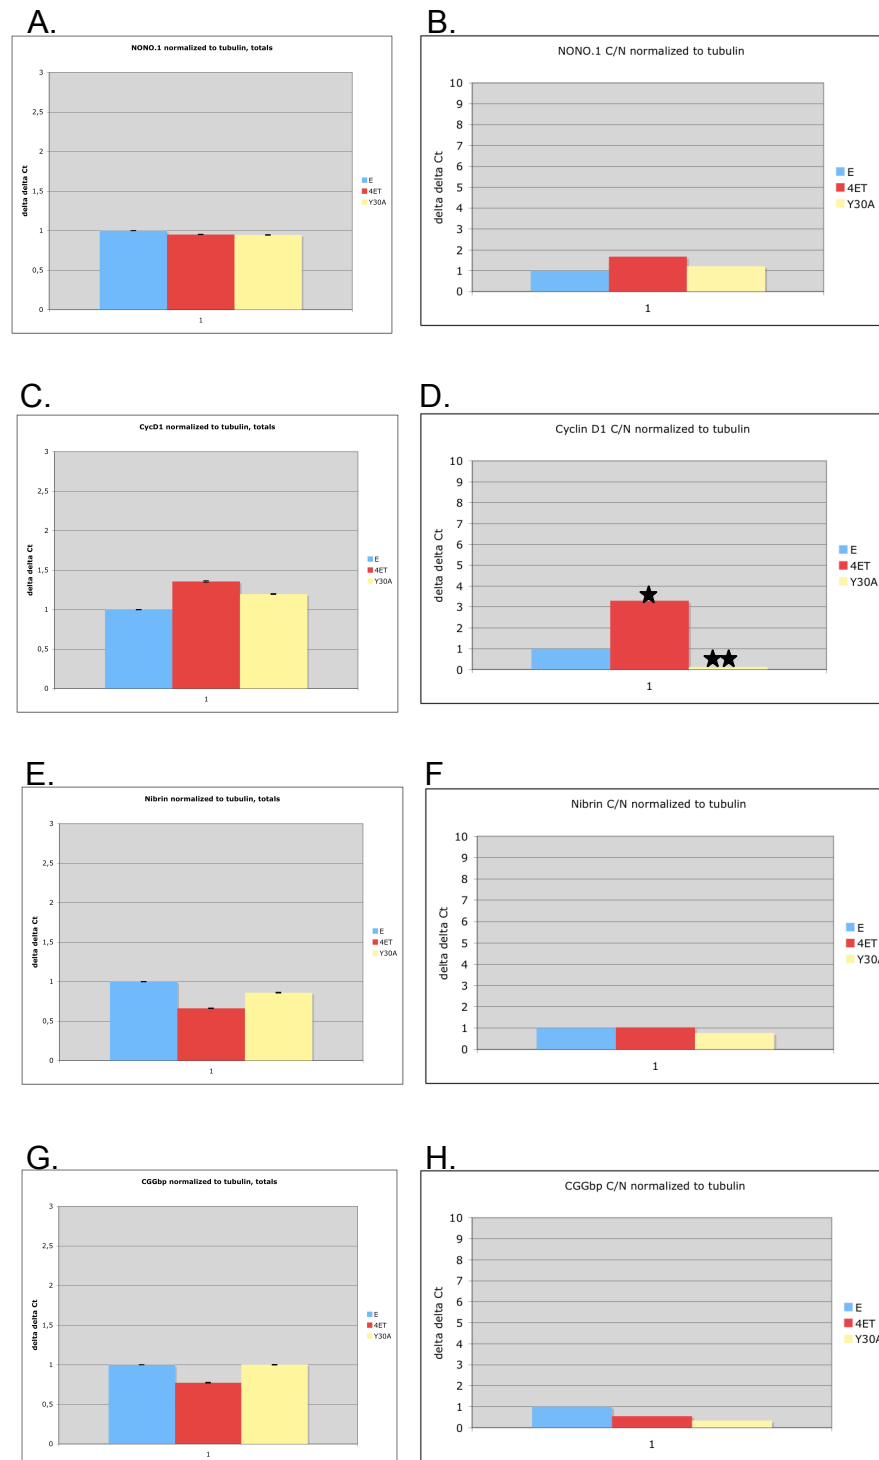 A.
NONO.1 normalized to tubulin, totals
3
2,5
2
1,5
1
0,5
0
delta delta Ct
1
E
4ET
Y30A
B.
NONO.1 C/N normalized to tubulin
10
9
8
7
6
5
4
3
2
1
0
delta delta Ct
1
E
4ET
Y30A
C.
CycD1 normalized to tubulin, totals
3
2,5
2
1,5
1
0,5
0
delta delta Ct
1
E
4ET
Y30A
D.
Cyclin D1 C/N normalized to tubulin
10
9
8
7
6
5
4
3
2
1
0
delta delta Ct
1
E
4ET
Y30A
E.
Nibrin normalized to tubulin, totals
3
2,5
2
1,5
1
0,5
0
delta delta Ct
1
E
4ET
Y30A
F
Nibrin C/N normalized to tubulin
10
9
8
7
6
5
4
3
2
1
0
delta delta Ct
1
E
4ET
Y30A
G.
CGGbp normalized to tubulin, totals
3
2,5
2
1,5
1
0,5
0
delta delta Ct
1
E
4ET
Y30A
H.
CGGbp C/N normalized to tubulin
10
9
8
7
6
5
4
3
2
1
0
delta delta Ct
1
E
4ET
Y30A